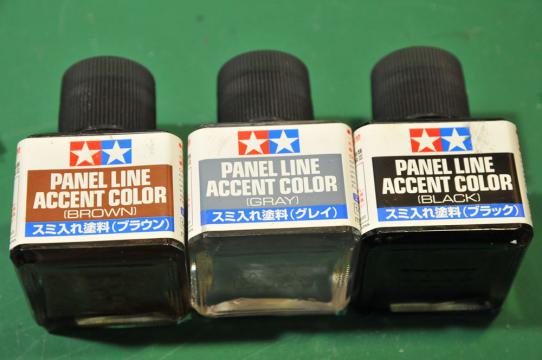 PANEL LINE
ACCENT COLOR
(BROWN)
スミ入れ塗料(ブラウン)
PANEL LINE
ACCENT COLOR
(GRAY)
スミ入れ塗料(グレイ)
PANEL LINE
ACCENT COLOR
(BLACK)
スミ入れ塗料(ブラック)